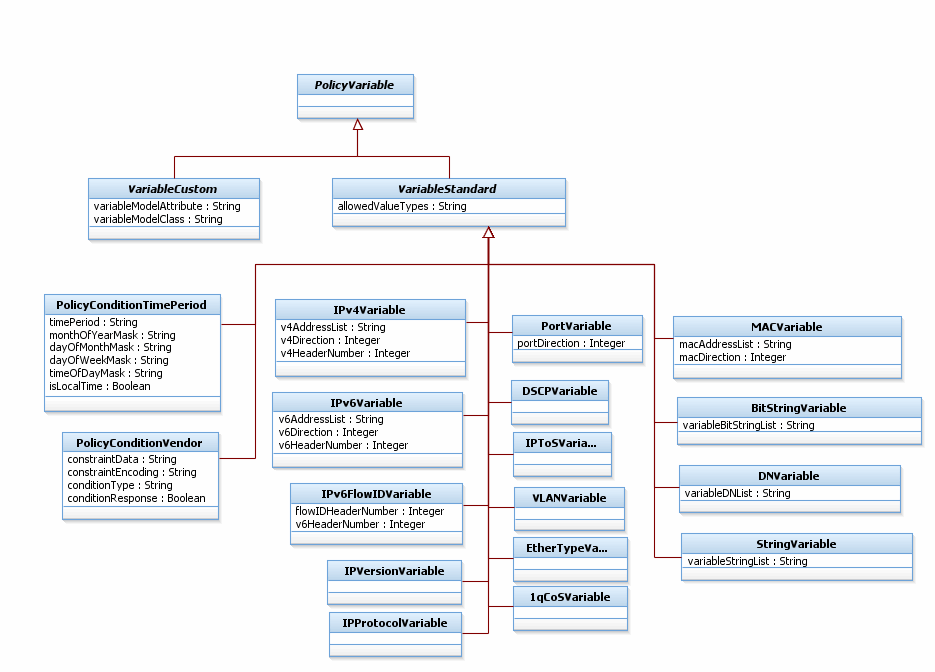 PolicyVariable
VariableCustom
variableModelAttribute : String
variableModelClass : String
VariableStandard
allowedValueTypes : String
PolicyConditionTimePeriod
timePeriod : String
monthOfYearMask : String
dayOfMonthMask : String
dayOfWeekMask : String
timeOfDayMask : String
isLocalTime : Boolean
PolicyConditionVendor
constraintData : String
constraintEncoding : String
conditionType : String
conditionResponse : Boolean
IPv4Variable
v4AddressList : String
v4Direction : Integer
v4HeaderNumber : Integer
IPv6Variable
v6AddressList : String
v6Direction : Integer
v6HeaderNumber : Integer
IPv6FlowIDVariable
flowIDHeaderNumber : Integer
v6HeaderNumber : Integer
IPVersionVariable
IPProtocolVariable
PortVariable
portDirection : Integer
DSCPVariable
IPToSVaria...
VLANVariable
EtherTypeVa...
1qCoSVariable
MACVariable
macAddressList : String
macDirection : Integer
BitStringVariable
variableBitStringList : String
DNVariable
variableDNList : String
StringVariable
variableStringList : String